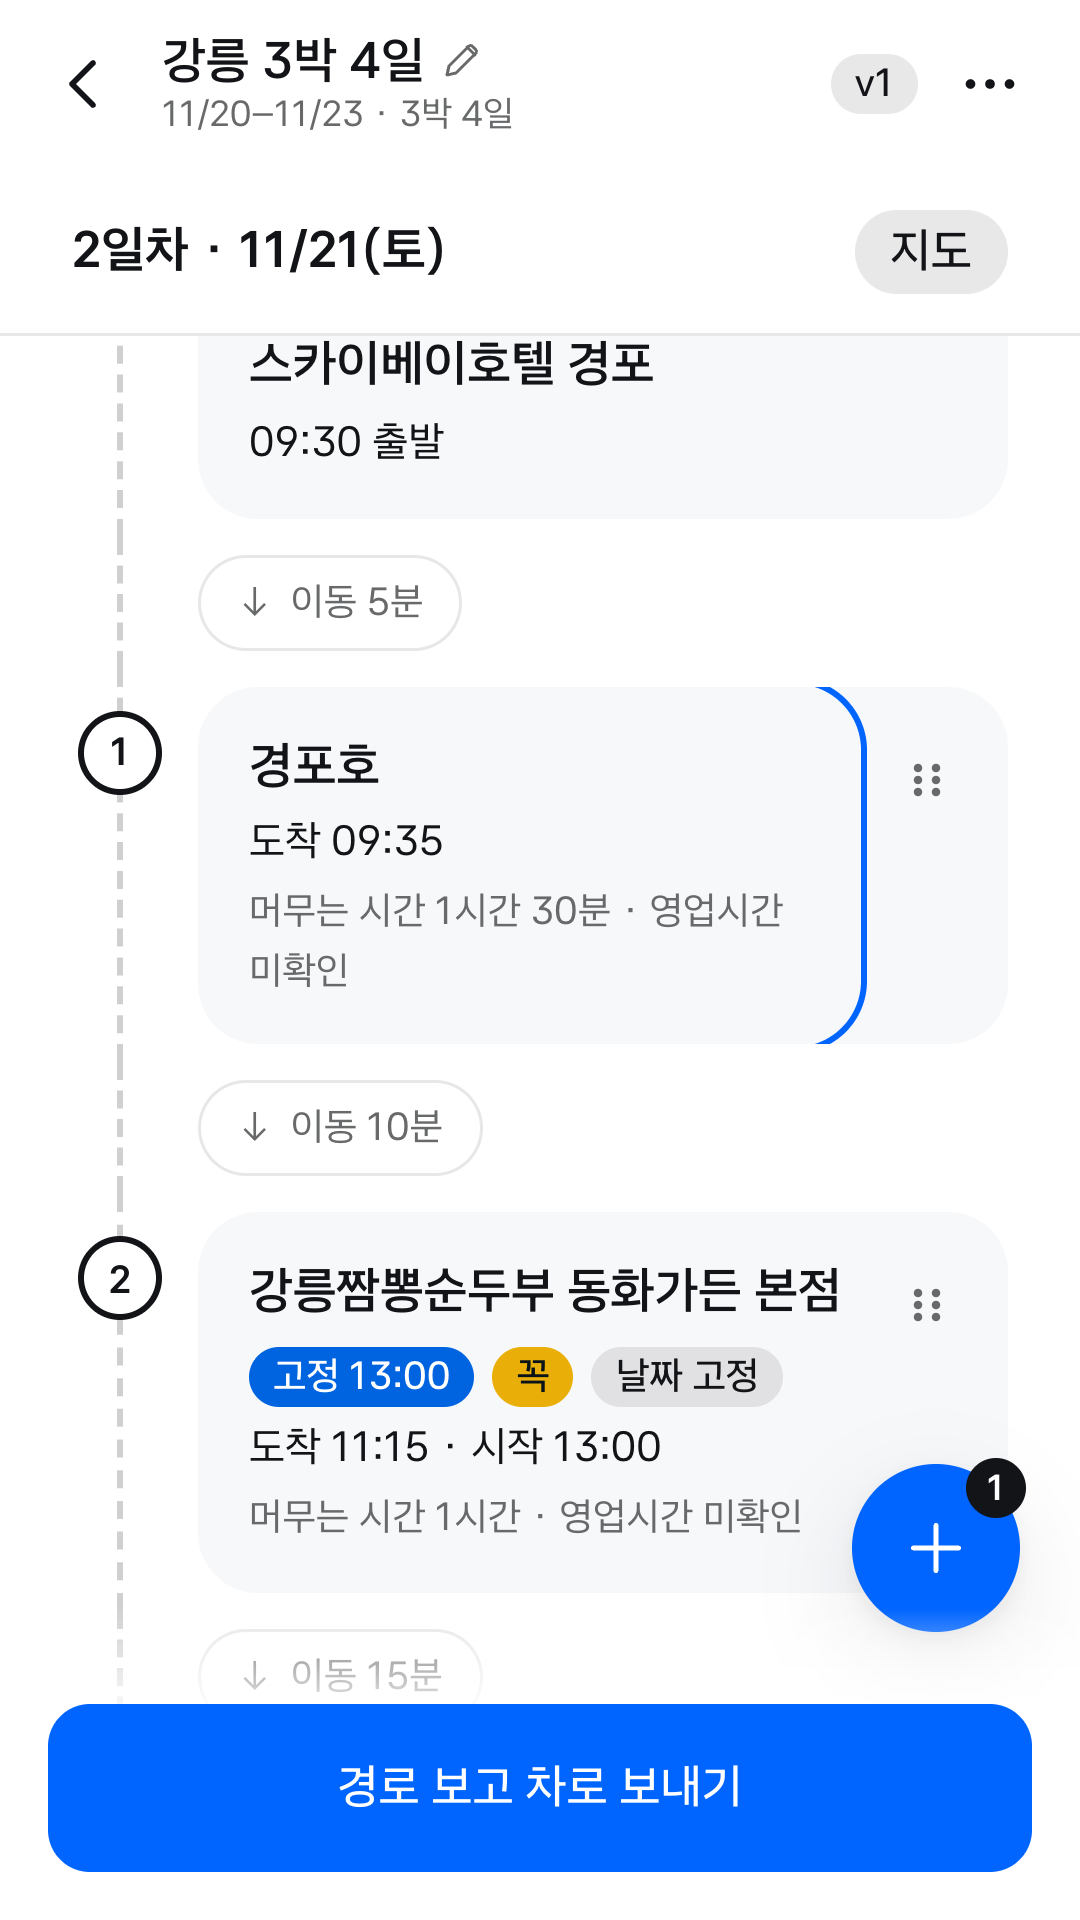 강릉 3박 4일
11/20–11/23 · 3박 4일
v1
2일차 · 11/21(토)
지도
스카이베이호텔 경포
09:30 출발
↓ 이동 5분
1
경포호
도착 09:35
머무는 시간 1시간 30분 · 영업시간
미확인
↓ 이동 10분
2
강릉짬뽕순두부 동화가든 본점
고정 13:00 꼭 날짜 고정
도착 11:15 · 시작 13:00
머무는 시간 1시간 · 영업시간 미확인
1
↓ 이동 15분
경로 보고 차로 보내기